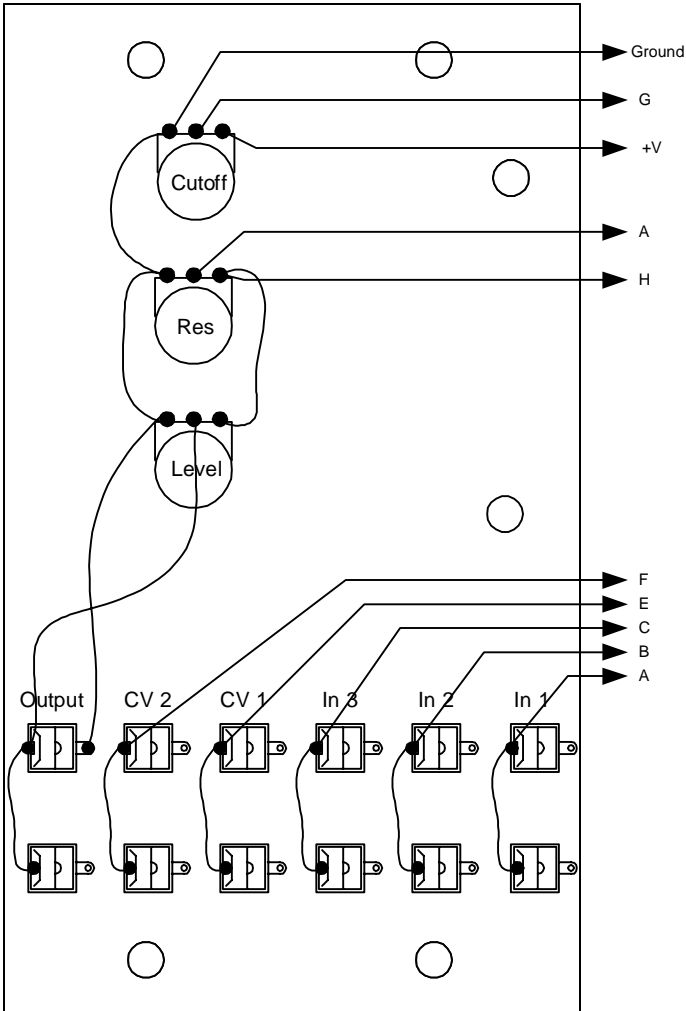 Ground
G
+V
Cutoff
A
H
Res
Level
F
E
C
B
A
Output CV 2 CV 1 In 3 In 2 In 1